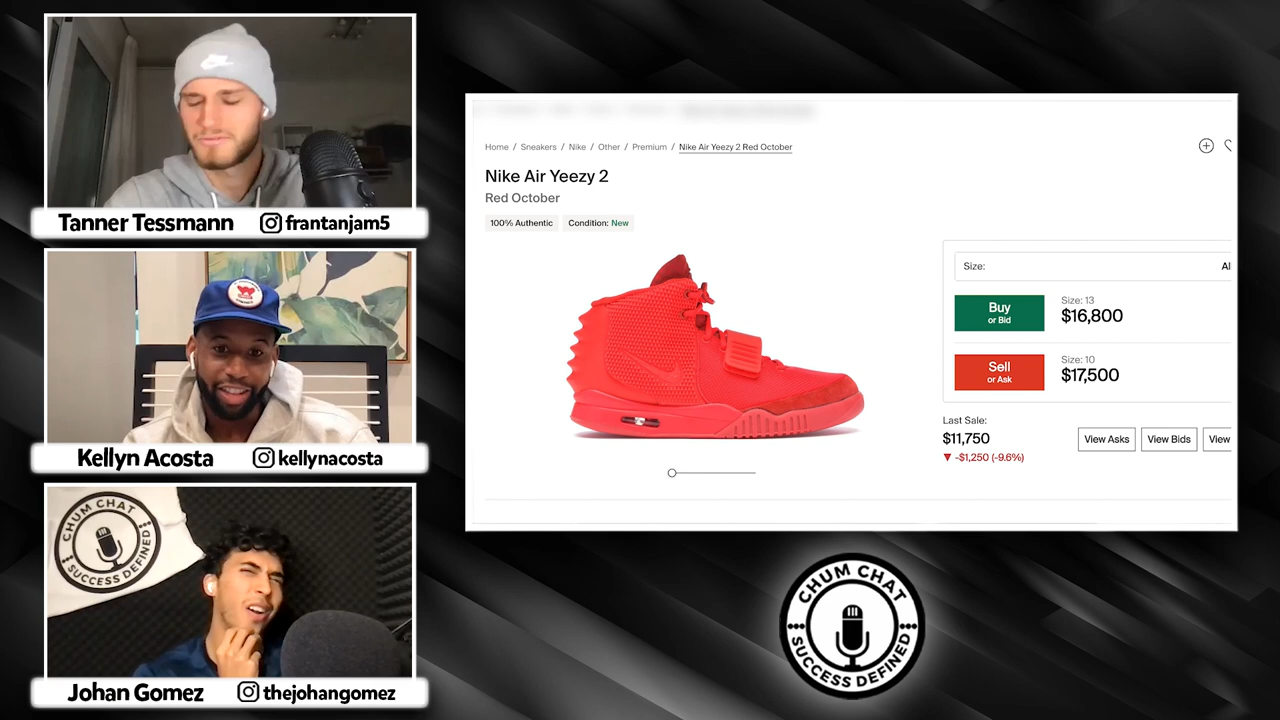 Tanner Tessmann
frantanjam5
Kellyn Acosta
kellynacosta
CHUM CHAT
SUCCESS DEFINED
Johan Gomez
thejohangomez
Home / Sneakers / Nike / Other / Premium / Nike Air Yeezy 2 Red October
Nike Air Yeezy 2
Red October
100% Authentic
Condition: New
Size:
Al
Buy
or Bid
Size: 13
$16,800
Sell
or Ask
Size: 10
$17,500
Last Sale:
$11,750
▼ -$1,250 (-9.6%)
View Asks
View Bids
View
CHUM CHAT
SUCCESS DEFINED